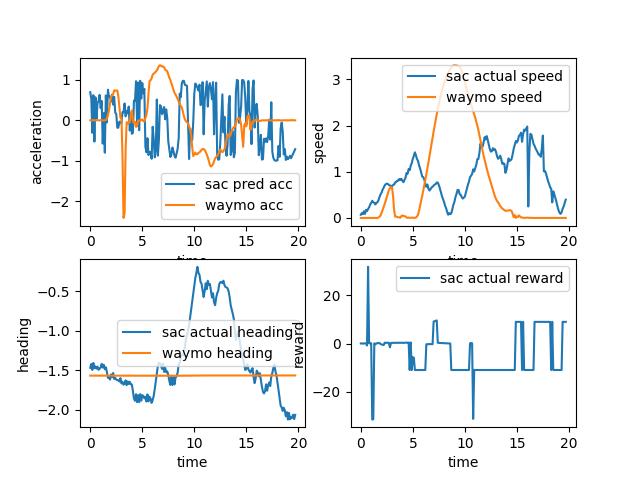 acceleration
1
0
−1
−2
sac pred acc
waymo acc
0 5 10 15 20
time
speed
3
2
1
0
sac actual speed
waymo speed
0 5 10 15 20
heading
−0.5
−1.0
−1.5
−2.0
sac actual heading
waymo heading
0 5 10 15 20
time
reward
20
0
−20
sac actual reward
0 5 10 15 20
time